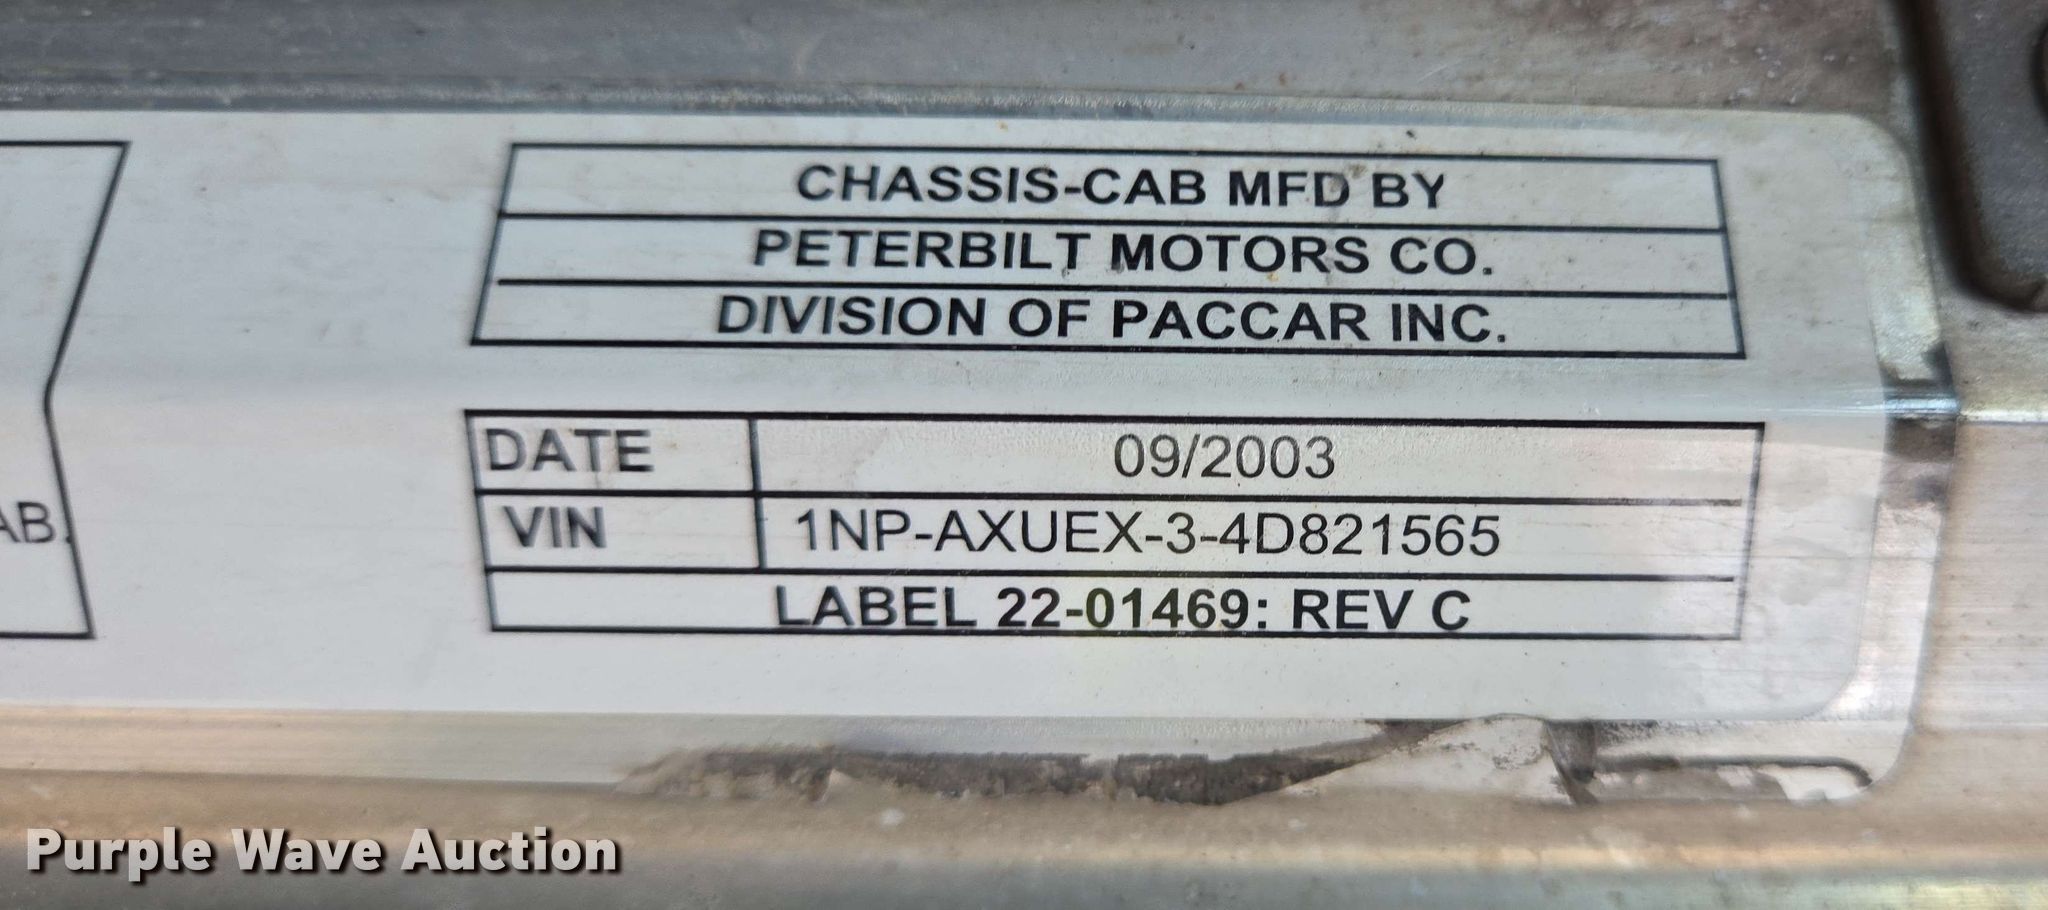 CHASSIS-CAB MFD BY
PETERBILT MOTORS CO.
DIVISION OF PACCAR INC.
DATE 09/2003
AB.
VIN 1NP-AXUEX-3-4D821565
LABEL 22-01469: REV C
Purple Wave Auction